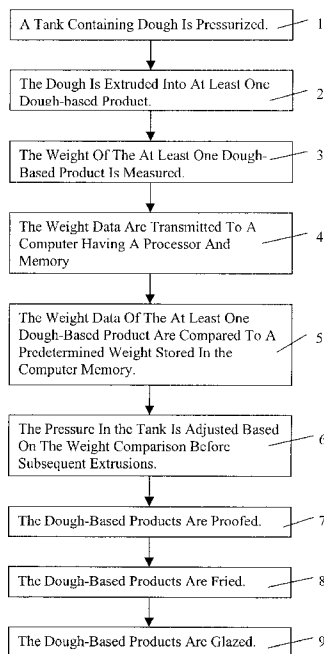 A Tank Containing Dough Is Pressurized.
1
The Dough Is Extruded Into At Least One
Dough-based Product.
2
The Weight Of The At Least One Dough-
Based Product Is Measured.
3
The Weight Data Are Transmitted To A
Computer Having A Processor And
Memory
4
The Weight Data Of The At Least One
Dough-Based Product Are Compared To A
Predetermined Weight Stored In the
Computer Memory.
5
The Pressure In the Tank Is Adjusted Based
On The Weight Comparison Before
Subsequent Extrusions.
6
The Dough-Based Products Are Proofed.
7
The Dough-Based Products Are Fried.
8
The Dough-Based Products Are Glazed.
9